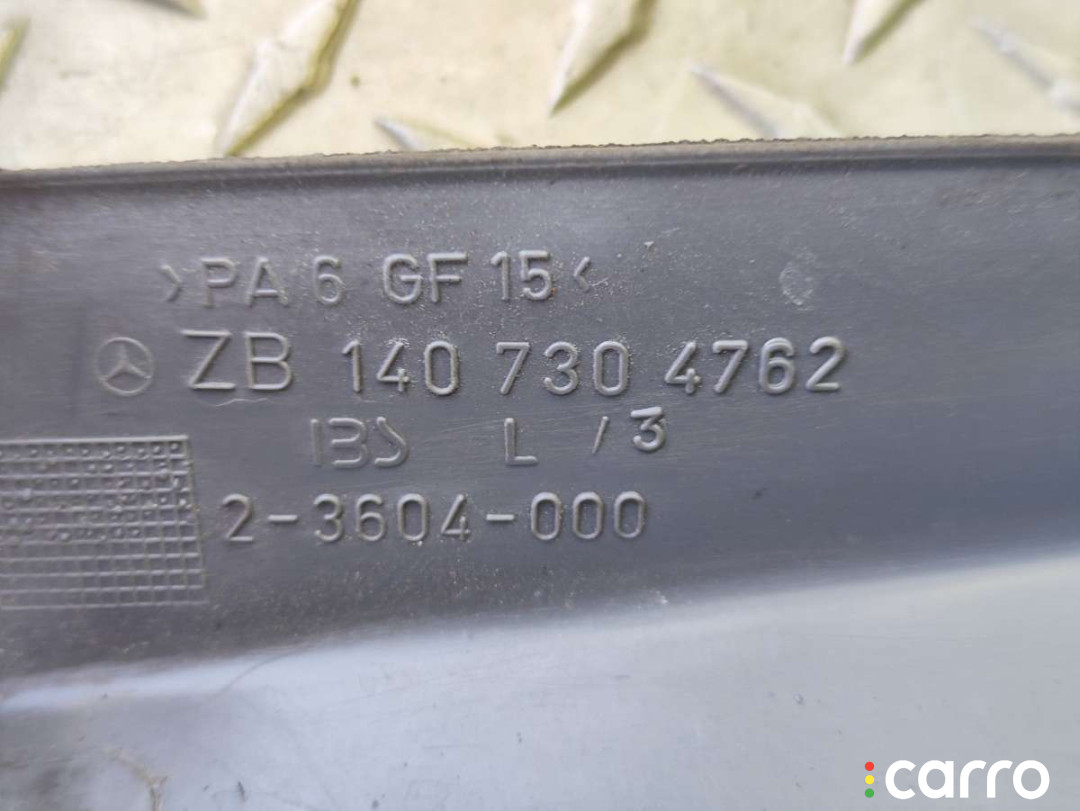 >PA 6 GF 15<
ZB 140 730 4762
IBS L /3
2-3604-000
carro